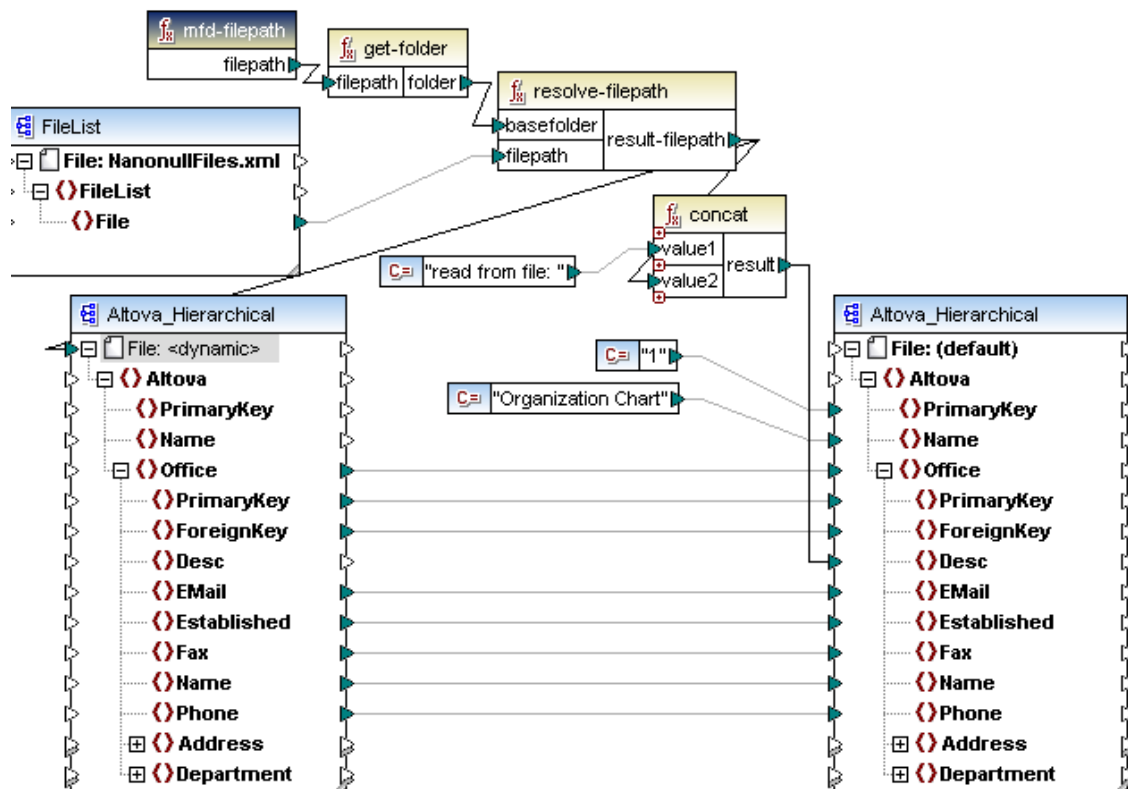 mfd-filepath
filepath
get-folder
filepath folder
resolve-filepath
basefolder
result-filepath
filepath
FileList
File: NanonullFiles.xml
FileList
File
concat
value1
result
value2
C= "read from file: "
C= "1"
C= "Organization Chart"
Altova_Hierarchical
File: <dynamic>
Altova
PrimaryKey
Name
Office
PrimaryKey
ForeignKey
Desc
EMail
Established
Fax
Name
Phone
Address
Department
Altova_Hierarchical
File: (default)
Altova
PrimaryKey
Name
Office
PrimaryKey
ForeignKey
Desc
EMail
Established
Fax
Name
Phone
Address
Department